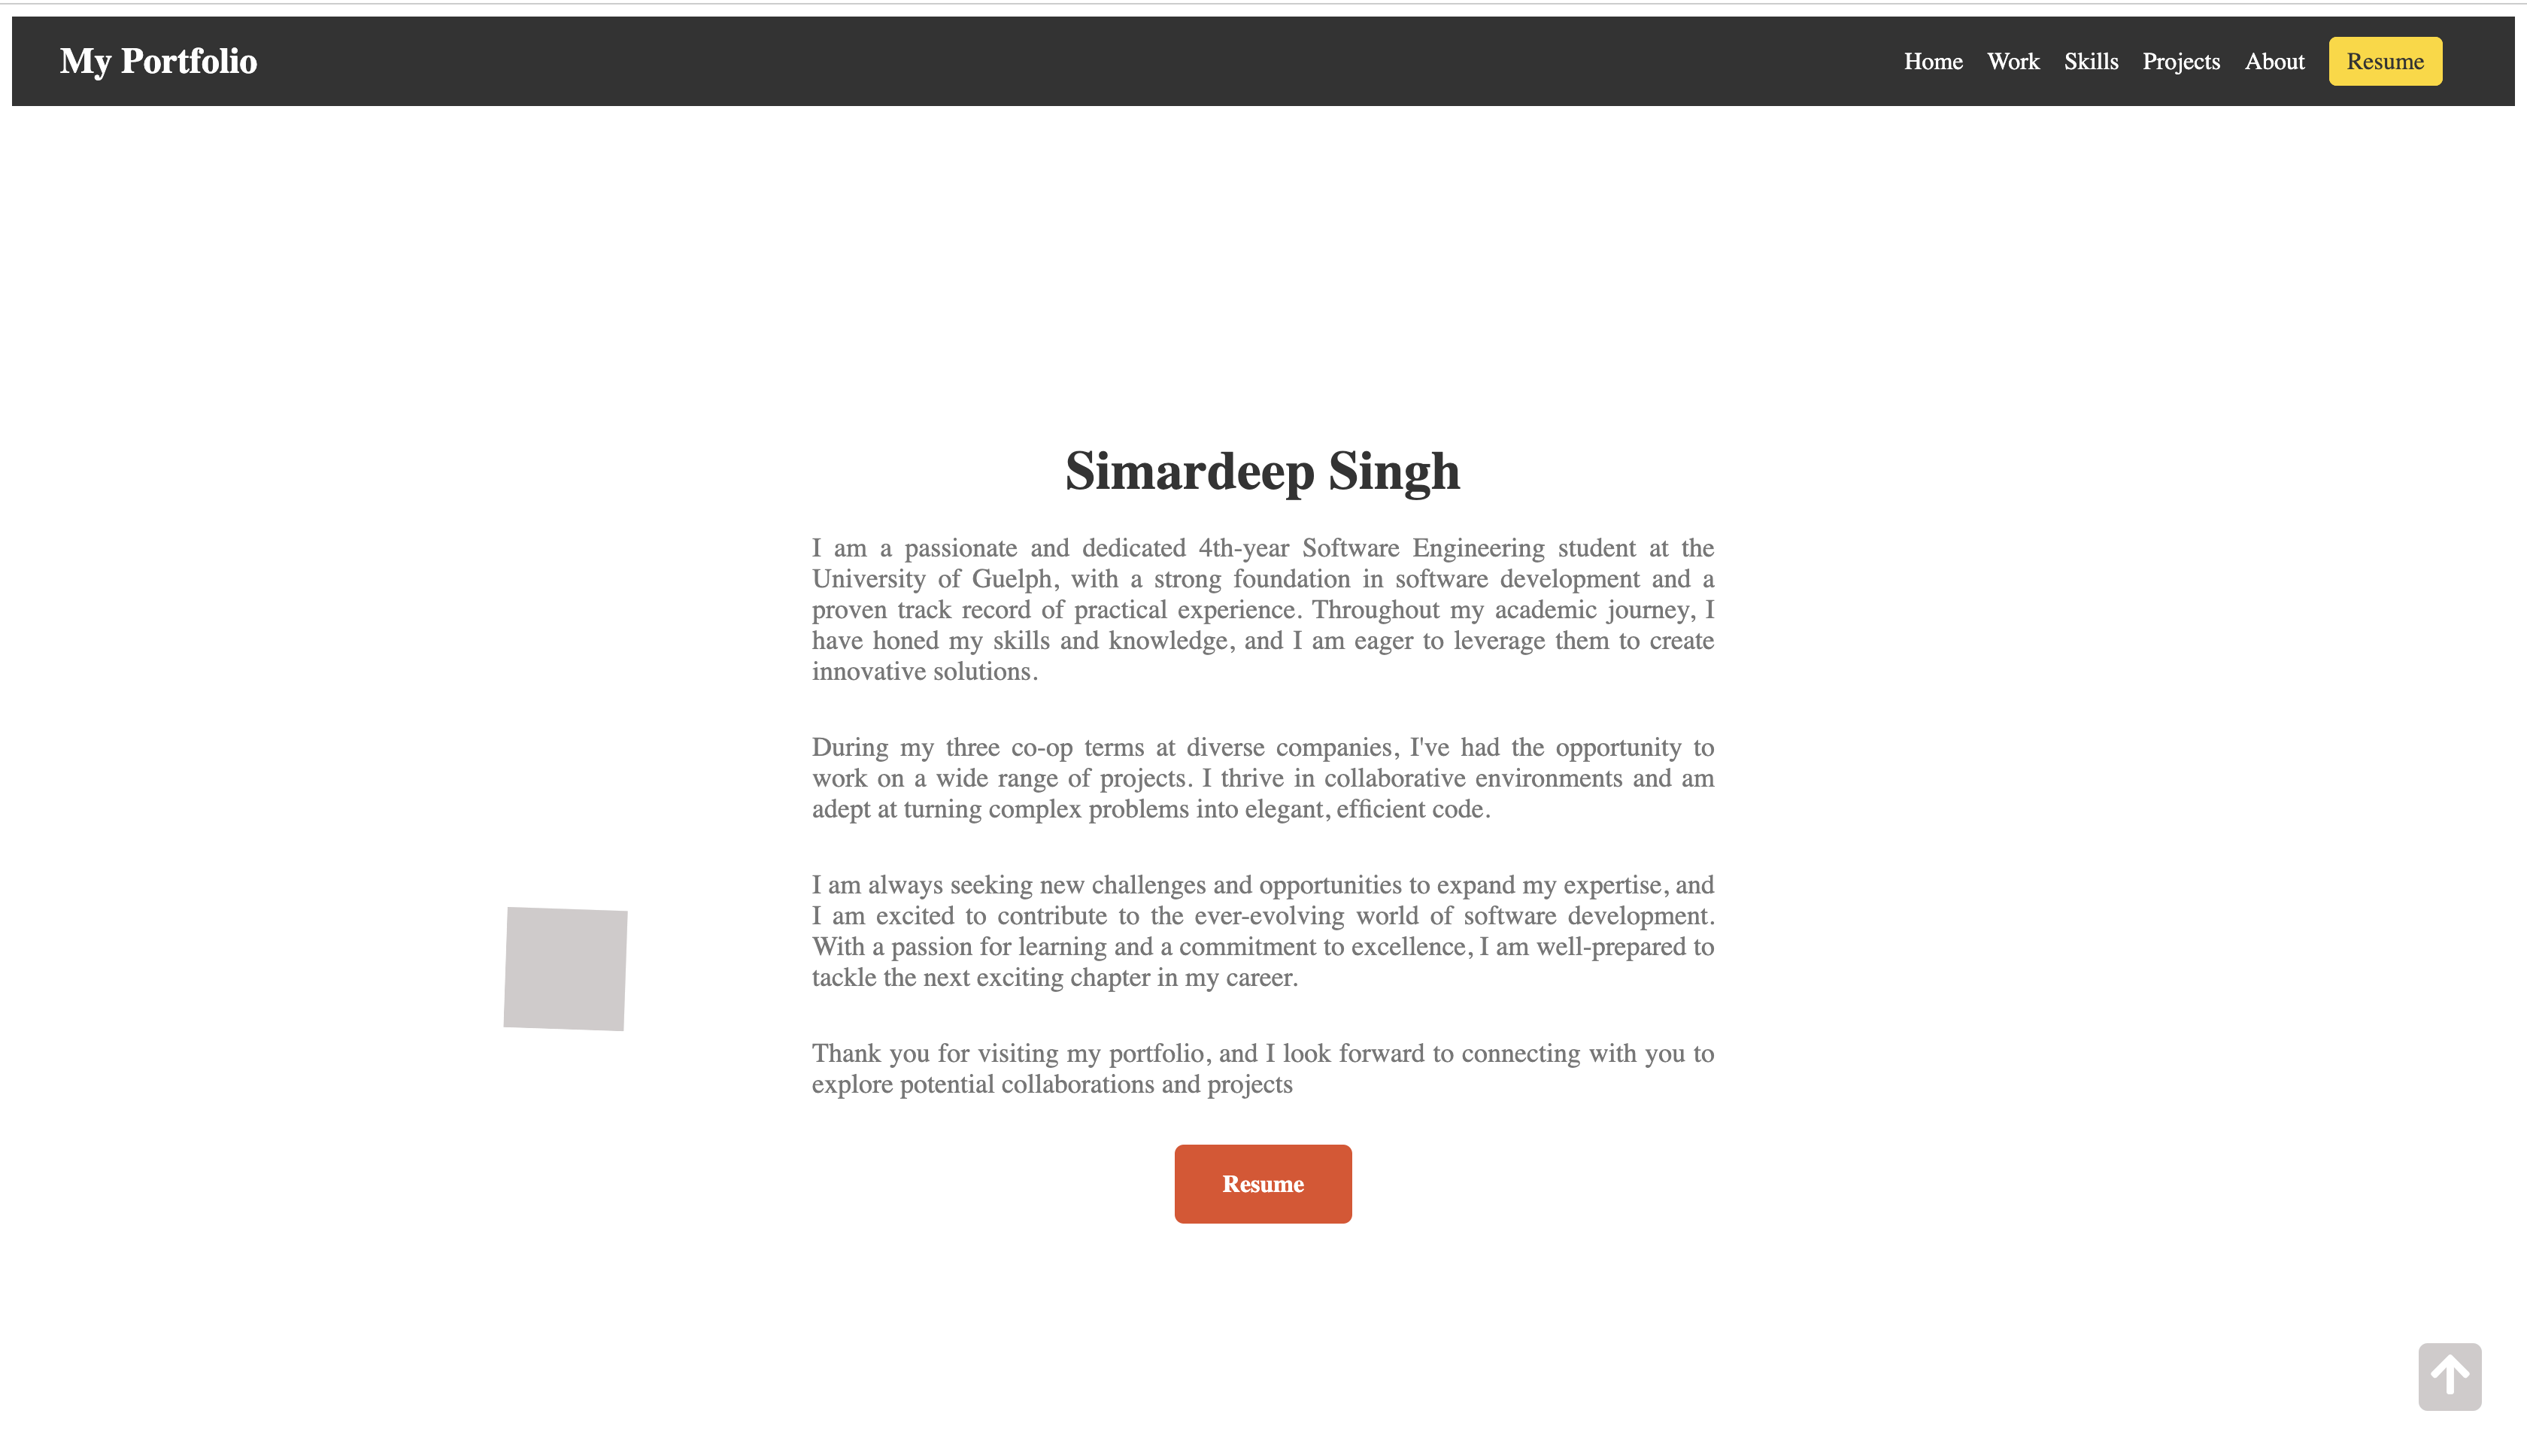 My Portfolio
Home Work Skills Projects About Resume
Simardeep Singh
I am a passionate and dedicated 4th-year Software Engineering student at the
University of Guelph, with a strong foundation in software development and a
proven track record of practical experience. Throughout my academic journey, I
have honed my skills and knowledge, and I am eager to leverage them to create
innovative solutions.
During my three co-op terms at diverse companies, I've had the opportunity to
work on a wide range of projects. I thrive in collaborative environments and am
adept at turning complex problems into elegant, efficient code.
I am always seeking new challenges and opportunities to expand my expertise, and
I am excited to contribute to the ever-evolving world of software development.
With a passion for learning and a commitment to excellence, I am well-prepared to
tackle the next exciting chapter in my career.
Thank you for visiting my portfolio, and I look forward to connecting with you to
explore potential collaborations and projects
Resume